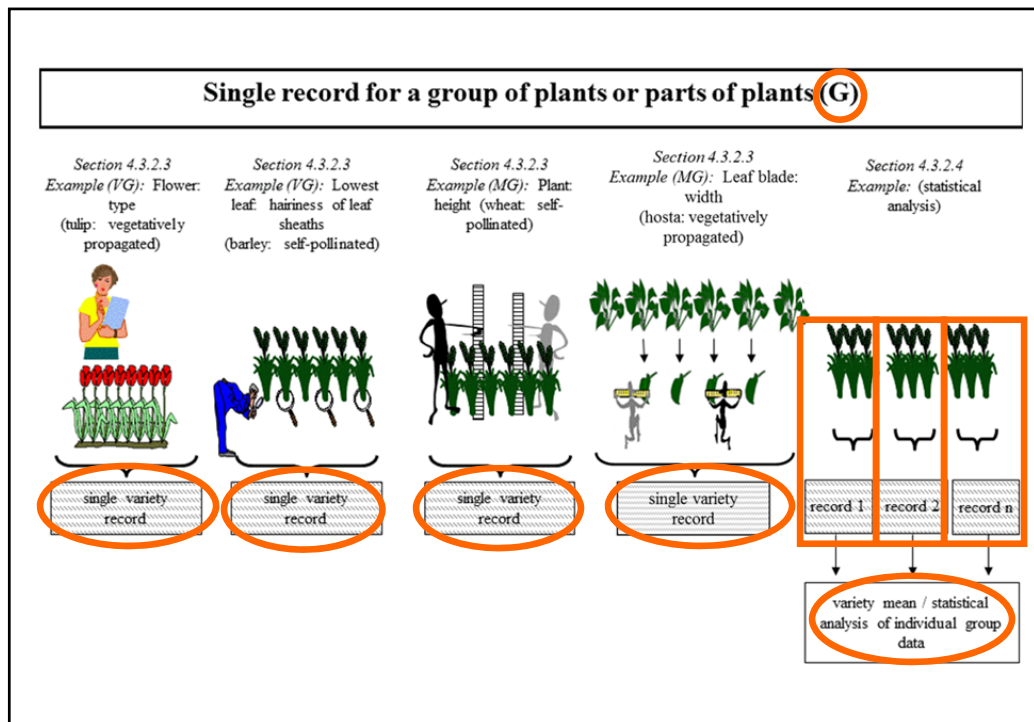 Single record for a group of plants or parts of plants (G)
Section 4.3.2.3
Example (VG): Flower:
type
(tulip: vegetatively
propagated)
Section 4.3.2.3
Example (VG): Lowest
leaf: hairiness of leaf
sheaths
(barley: self-pollinated)
Section 4.3.2.3
Example (MG): Plant:
height (wheat: self-
pollinated)
Section 4.3.2.3
Example (MG): Leaf blade:
width
(hosta: vegetatively
propagated)
Section 4.3.2.4
Example: (statistical
analysis)
single variety
record
single variety
record
single variety
record
single variety
record
record 1
record 2
record n
variety mean / statistical
analysis of individual group
data